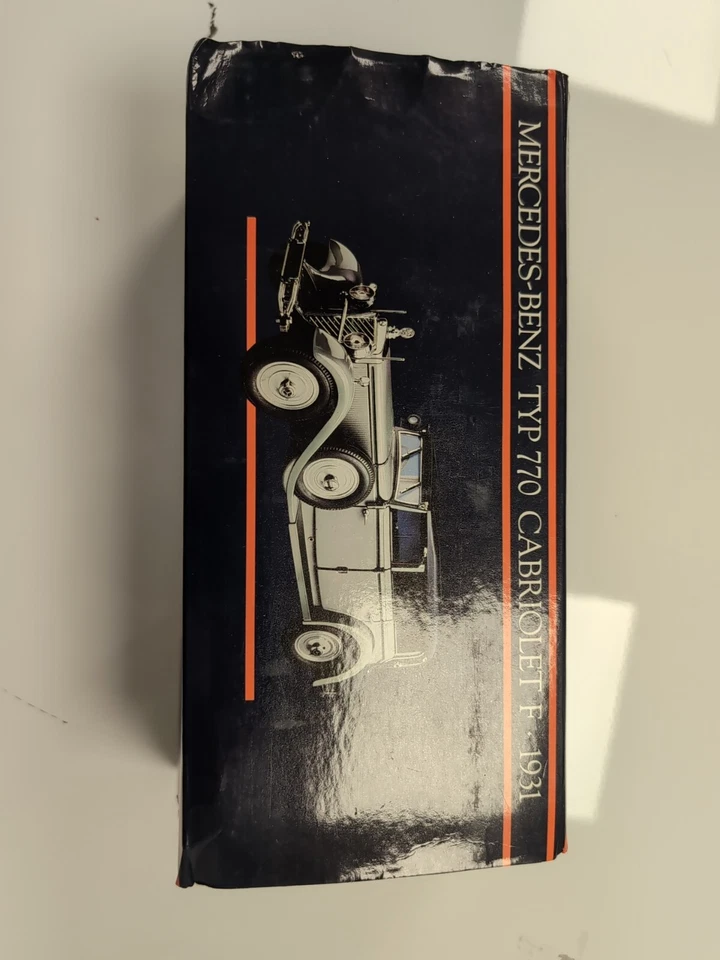 MERCEDES-BENZ TYP 770 CABRIOLET F · 1931